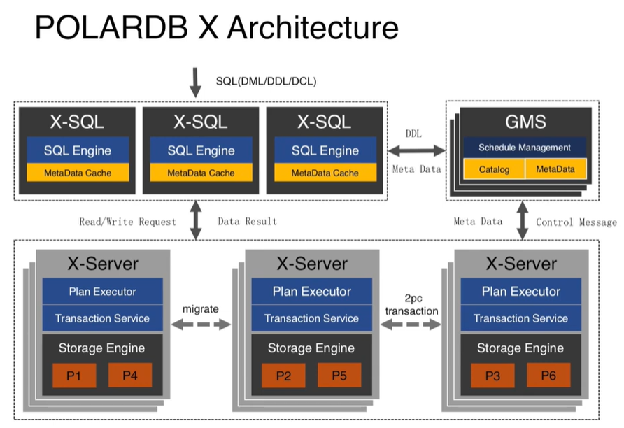 POLARDB X Architecture
SQL(DML/DDL/DCL)
X-SQL
SQL Engine
MetaData Cache
X-SQL
SQL Engine
MetaData Cache
X-SQL
SQL Engine
MetaData Cache
DDL
Meta Data
GMS
Schedule Management
Catalog
MetaData
Read/Write Request
Data Result
Meta Data
Control Message
X-Server
Plan Executor
Transaction Service
Storage Engine
P1
P4
migrate
X-Server
Plan Executor
Transaction Service
Storage Engine
P2
P5
2pc
transaction
X-Server
Plan Executor
Transaction Service
Storage Engine
P3
P6